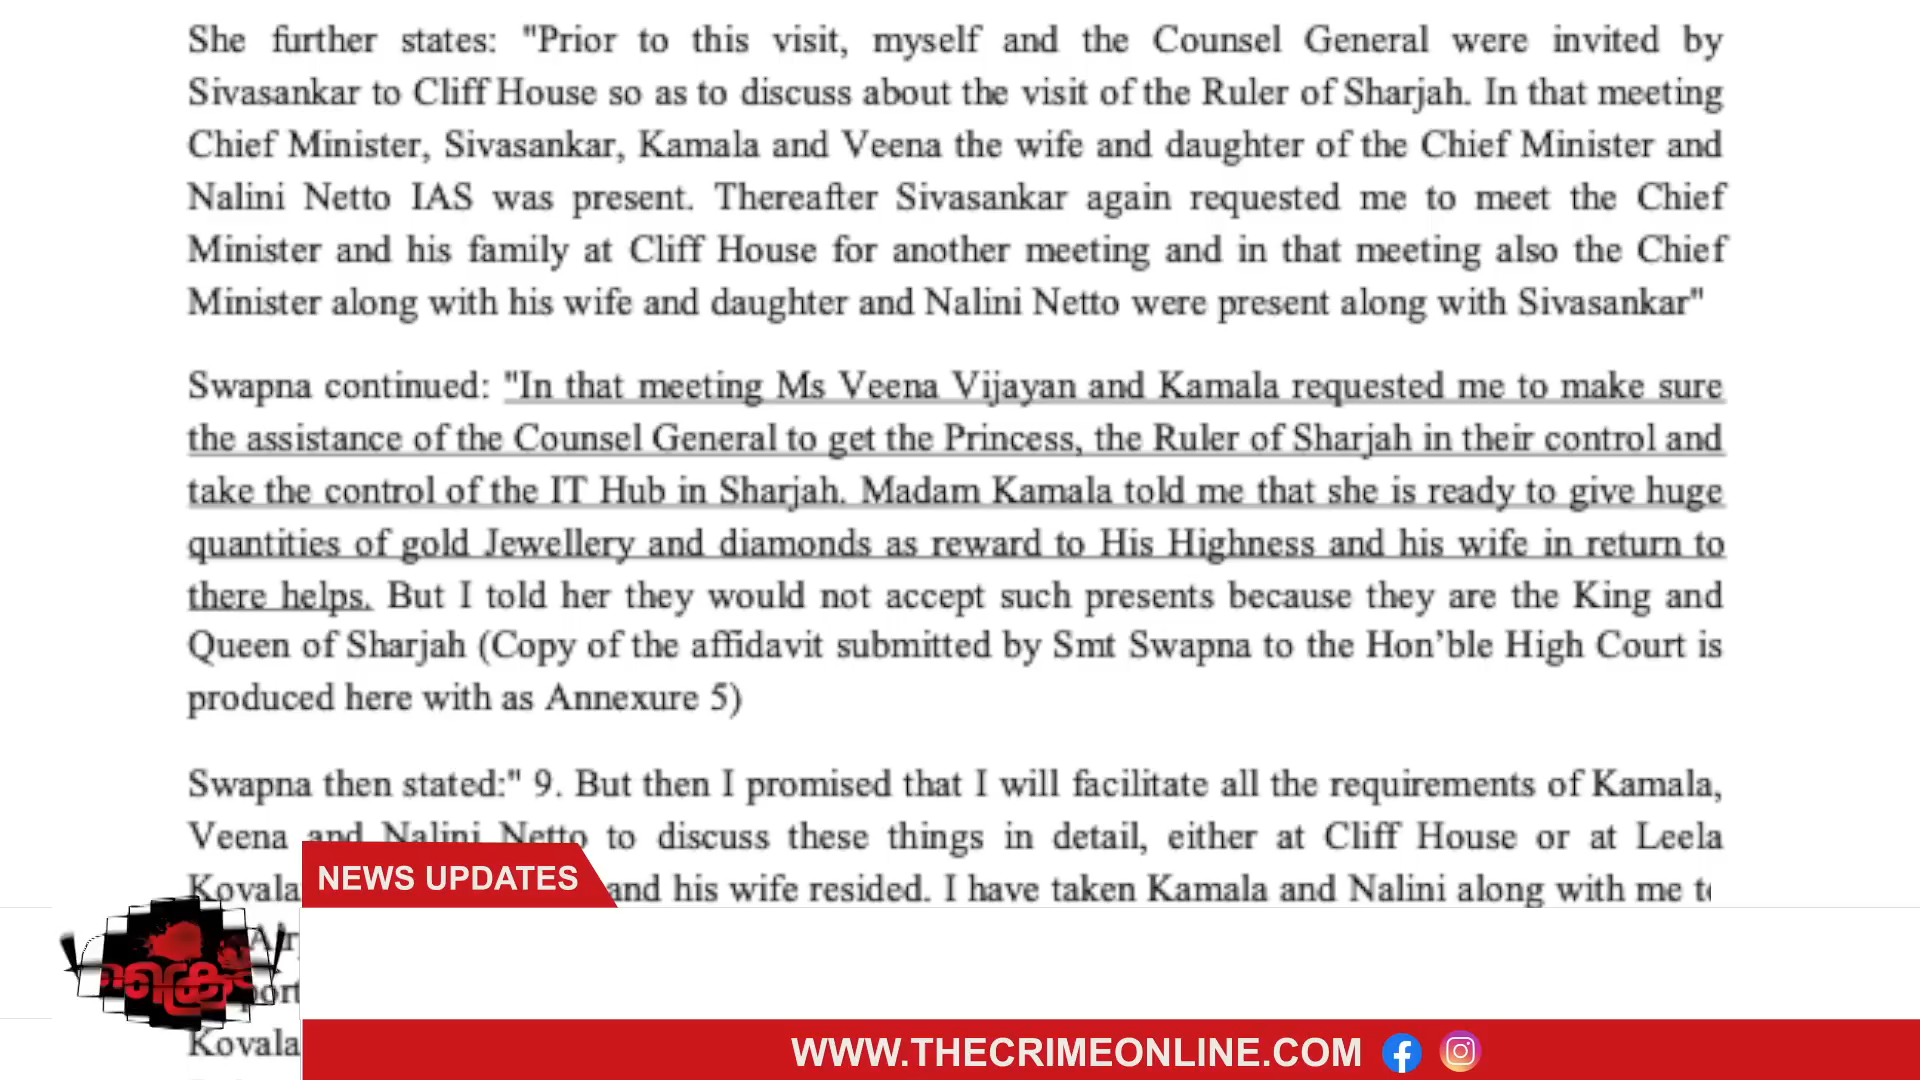 She further states: "Prior to this visit, myself and the Counsel General were invited by
Sivasankar to Cliff House so as to discuss about the visit of the Ruler of Sharjah. In that meeting
Chief Minister, Sivasankar, Kamala and Veena the wife and daughter of the Chief Minister and
Nalini Netto IAS was present. Thereafter Sivasankar again requested me to meet the Chief
Minister and his family at Cliff House for another meeting and in that meeting also the Chief
Minister along with his wife and daughter and Nalini Netto were present along with Sivasankar"
Swapna continued: "In that meeting Ms Veena Vijayan and Kamala requested me to make sure
the assistance of the Counsel General to get the Princess, the Ruler of Sharjah in their control and
take the control of the IT Hub in Sharjah. Madam Kamala told me that she is ready to give huge
quantities of gold Jewellery and diamonds as reward to His Highness and his wife in return to
there helps. But I told her they would not accept such presents because they are the King and
Queen of Sharjah (Copy of the affidavit submitted by Smt Swapna to the Hon’ble High Court is
produced here with as Annexure 5)
Swapna then stated:" 9. But then I promised that I will facilitate all the requirements of Kamala,
Veena and Nalini Netto to discuss these things in detail, either at Cliff House or at Leela
Kovala and his wife resided. I have taken Kamala and Nalini along with me
NEWS UPDATES
ക്രൈം
Kovala
WWW.THECRIMEONLINE.COM